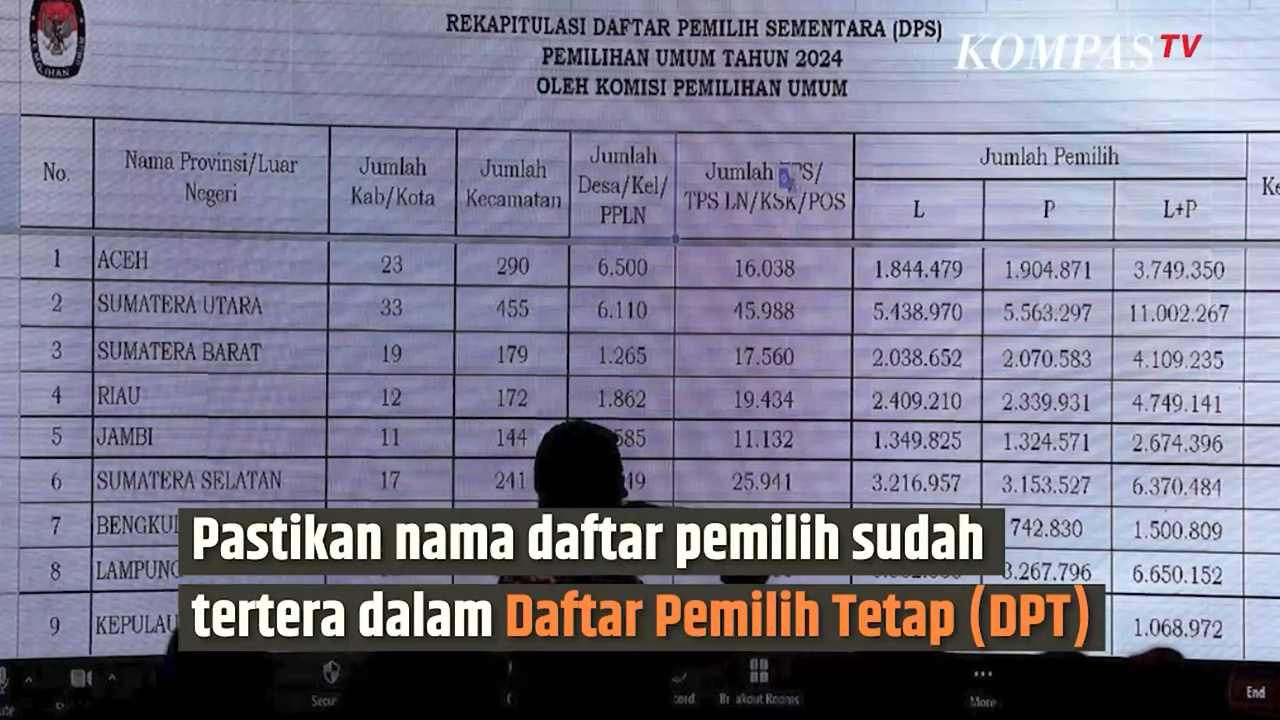 REKAPITULASI DAFTAR PEMILIH SEMENTARA (DPS)
PEMILIHAN UMUM TAHUN 2024
OLEH KOMISI PEMILIHAN UMUM
KOMPASTV
No. Nama Provinsi/Luar Negeri Jumlah Kab/Kota Jumlah Kecamatan Jumlah Desa/Kel/PPLN Jumlah TPS LN/KSK/POS Jumlah Pemilih
L P L+P
1 ACEH 23 290 6.500 16.038 1.844.479 1.904.871 3.749.350
2 SUMATERA UTARA 33 455 6.110 45.988 5.438.970 5.563.297 11.002.267
3 SUMATERA BARAT 19 179 1.265 17.560 2.038.652 2.070.583 4.109.235
4 RIAU 12 172 1.862 19.434 2.409.210 2.339.931 4.749.141
5 JAMBI 11 144 11.132 1.349.825 1.324.571 2.674.396
6 SUMATERA SELATAN 17 241 25.941 3.216.957 3.153.527 6.370.484
7 742.830 1.500.809
8 3.267.796 6.650.152
9 1.068.972
Pastikan nama daftar pemilih sudah
tertera dalam Daftar Pemilih Tetap (DPT)
Breakout Rooms More End